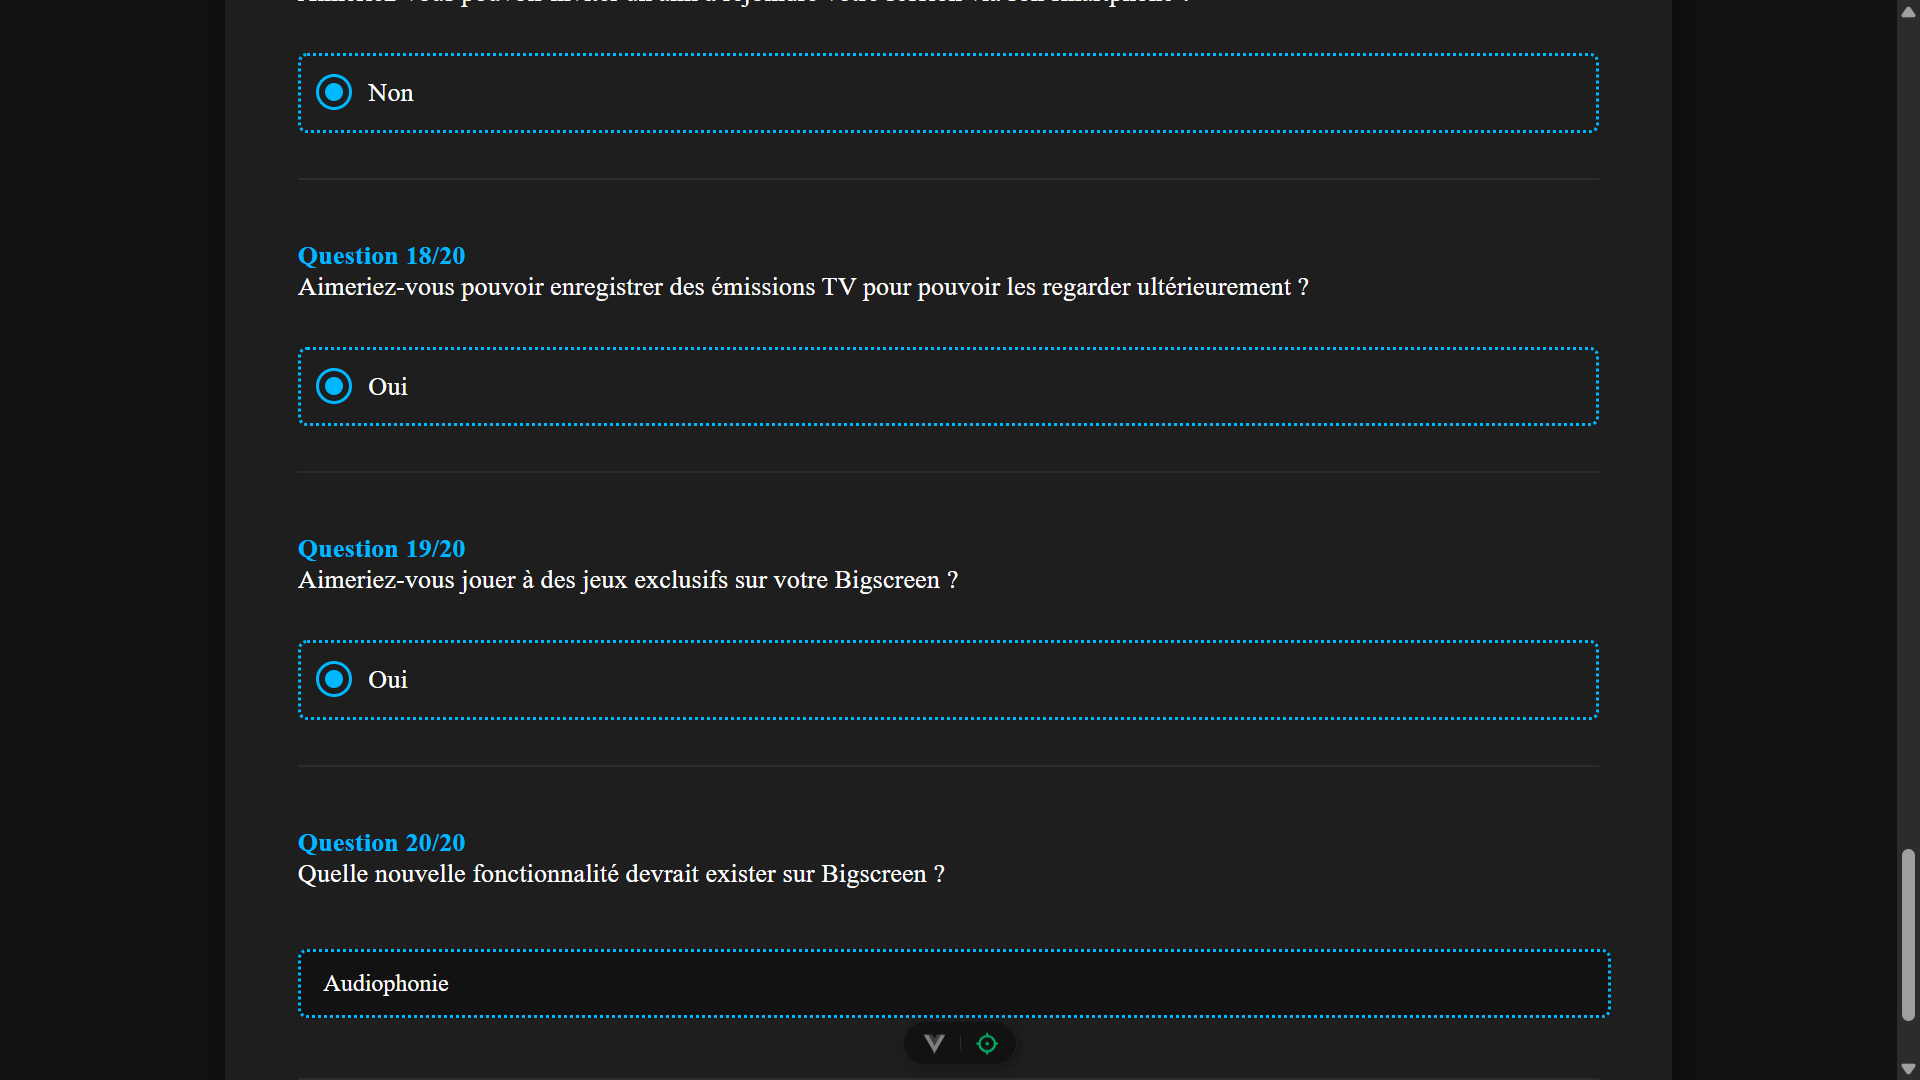 Non
Question 18/20
Aimeriez-vous pouvoir enregistrer des émissions TV pour pouvoir les regarder ultérieurement ?
Oui
Question 19/20
Aimeriez-vous jouer à des jeux exclusifs sur votre Bigscreen ?
Oui
Question 20/20
Quelle nouvelle fonctionnalité devrait exister sur Bigscreen ?
Audiophonie